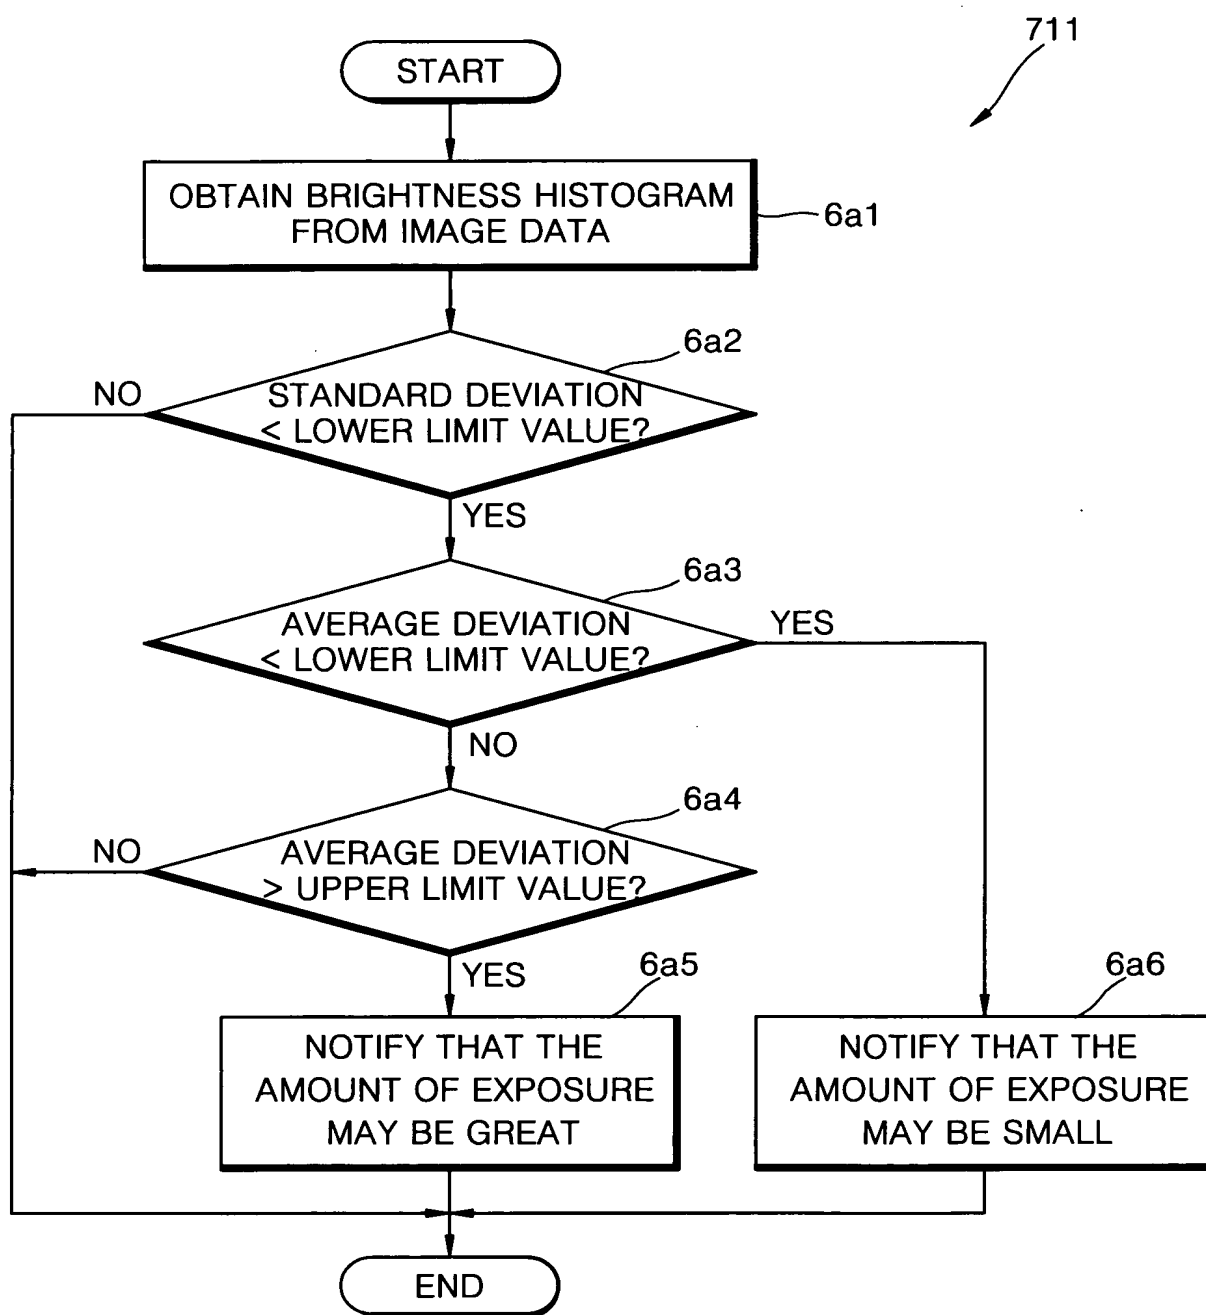 711
START
OBTAIN BRIGHTNESS HISTOGRAM
FROM IMAGE DATA
6a1
6a2
NO
STANDARD DEVIATION
< LOWER LIMIT VALUE?
YES
6a3
AVERAGE DEVIATION
< LOWER LIMIT VALUE?
YES
NO
6a4
NO
AVERAGE DEVIATION
> UPPER LIMIT VALUE?
YES
6a5
NOTIFY THAT THE
AMOUNT OF EXPOSURE
MAY BE GREAT
6a6
NOTIFY THAT THE
AMOUNT OF EXPOSURE
MAY BE SMALL
END